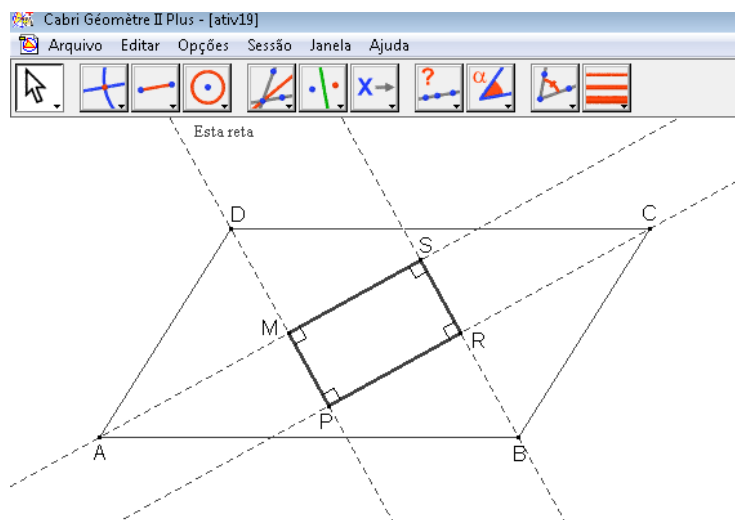 Cabri Géomètre II Plus - [ativ19]
Arquivo Editar Opções Sessão Janela Ajuda
X ? α
Esta reta
D C
S
M R
P
A B